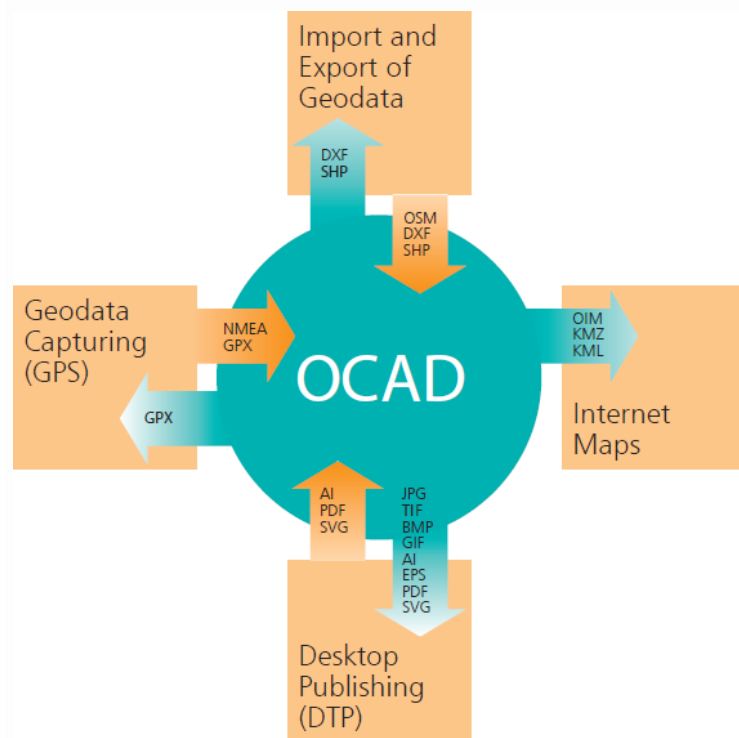 Import and
Export of
Geodata
DXF
SHP
OSM
DXF
SHP
Geodata
Capturing
(GPS)
NMEA
GPX
GPX
OCAD
OIM
KMZ
KML
Internet
Maps
AI
PDF
SVG
JPG
TIF
BMP
GIF
AI
EPS
PDF
SVG
Desktop
Publishing
(DTP)